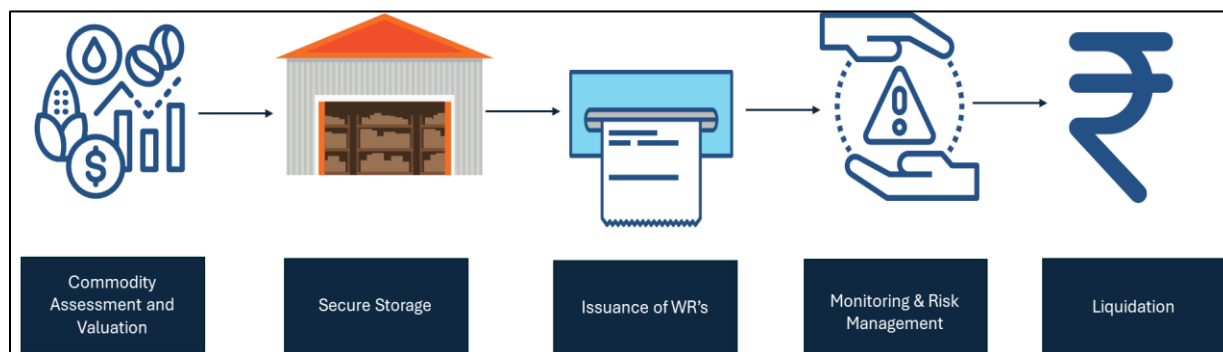 Commodity
Assessment and
Valuation
Secure Storage
Issuance of WR's
Monitoring & Risk
Management
Liquidation